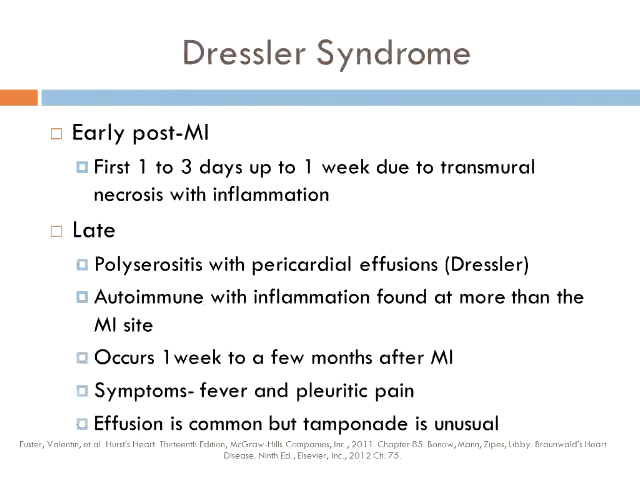 Dressler Syndrome
Early post-MI
First 1 to 3 days up to 1 week due to transmural
necrosis with inflammation
Late
Polyserositis with pericardial effusions (Dressler)
Autoimmune with inflammation found at more than the
MI site
Occurs 1week to a few months after MI
Symptoms- fever and pleuritic pain
Effusion is common but tamponade is unusual
Fuster, Valentin, et al. Hurst's Heart. Thirteenth Edition, McGraw-Hills Companies, Inc., 2011. Chapter 85. Bonow, Mann, Zipes, Libby. Braunwald's Heart
Disease. Ninth Ed., Elsevier, Inc., 2012 Ch. 75.